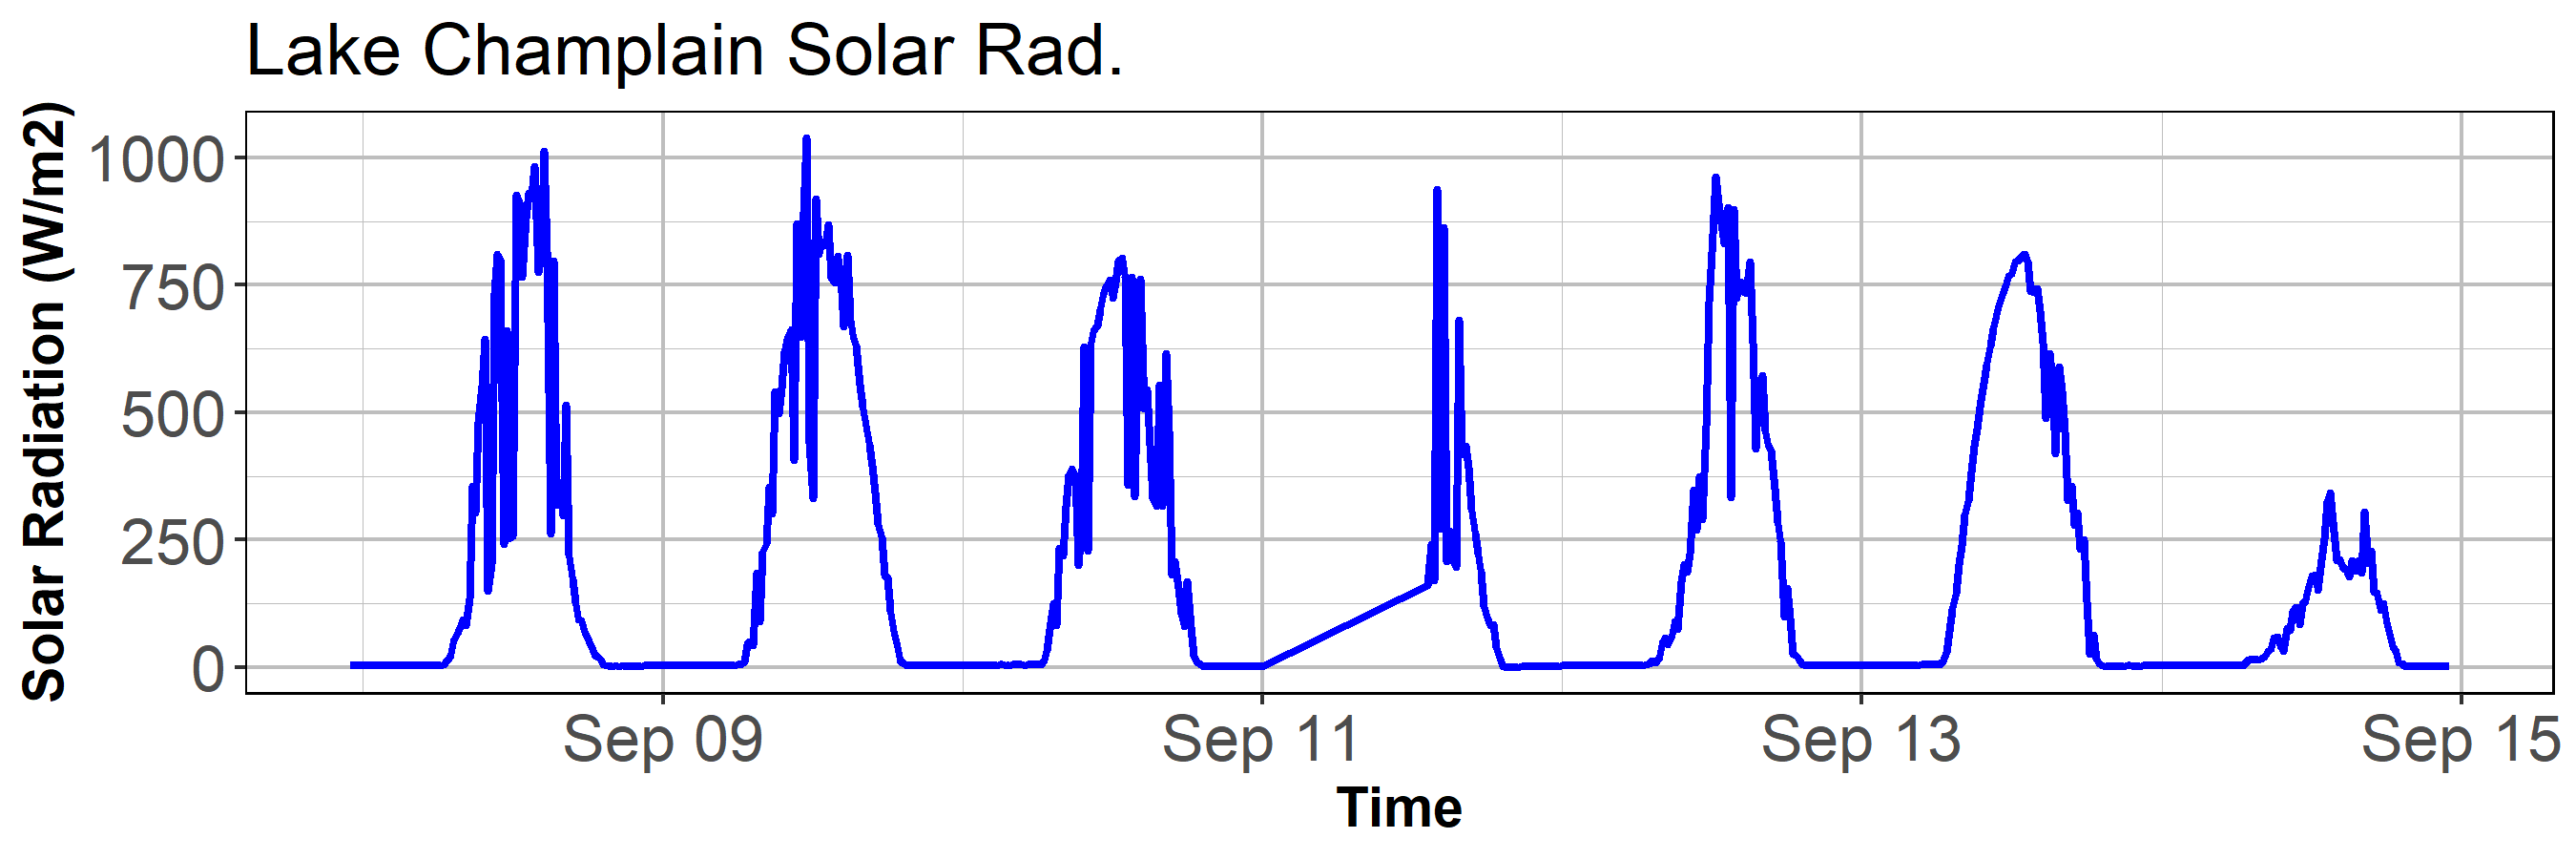 Lake Champlain Solar Rad.
Solar Radiation (W/m2)
1000
750
500
250
0
Sep 09 Sep 11 Sep 13 Sep 15
Time